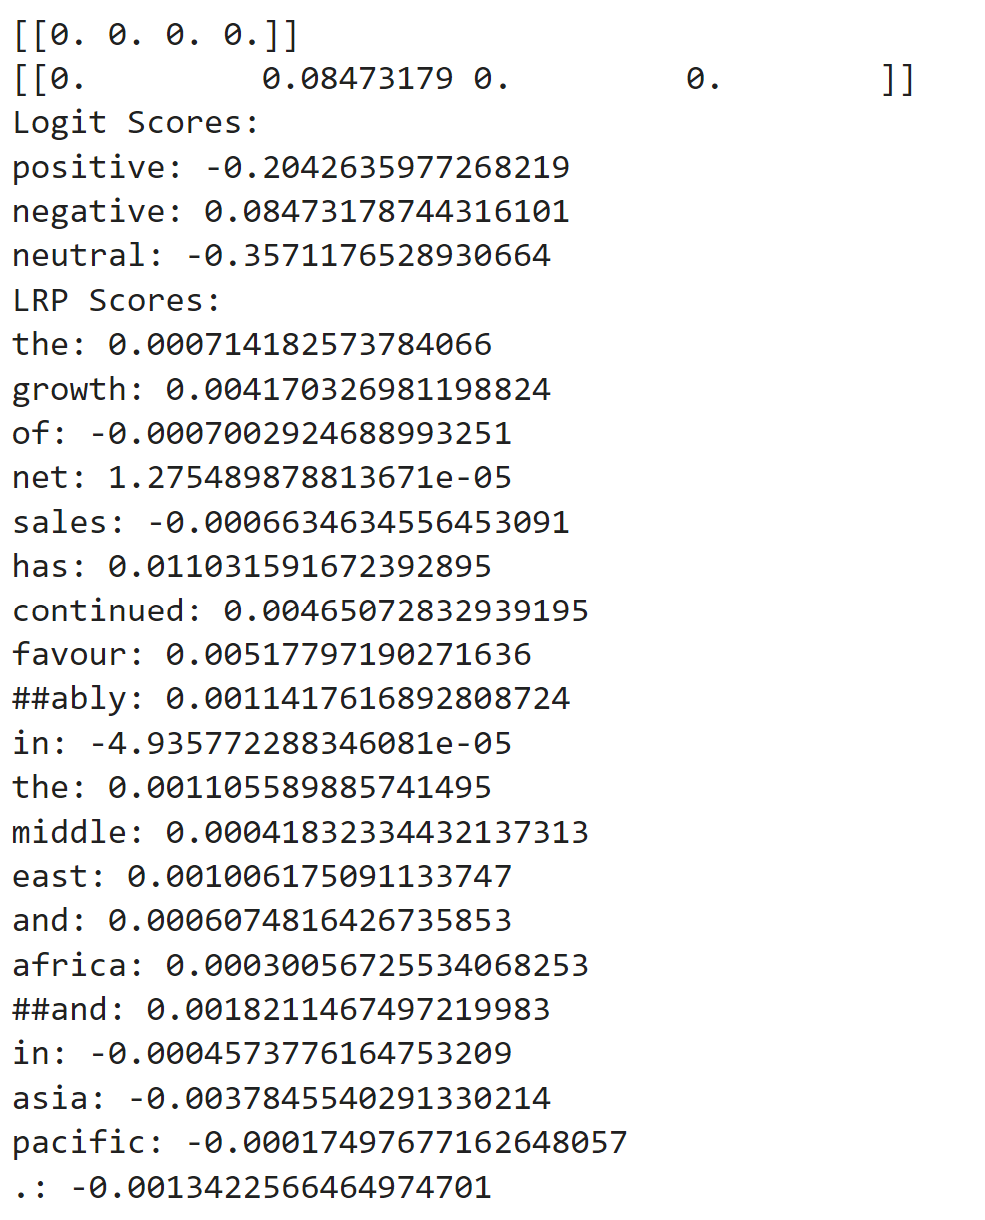 [[0. 0. 0. 0.]]
[[0.         0.08473179 0.         0.        ]]
Logit Scores:
positive: -0.2042635977268219
negative: 0.08473178744316101
neutral: -0.3571176528930664
LRP Scores:
the: 0.000714182573784066
growth: 0.004170326981198824
of: -0.0007002924688993251
net: 1.275489878813671e-05
sales: -0.0006634634556453091
has: 0.011031591672392895
continued: 0.00465072832939195
favour: 0.00517797190271636
##ably: 0.0011417616892808724
in: -4.935772288346081e-05
the: 0.001105589885741495
middle: 0.00041832334432137313
east: 0.001006175091133747
and: 0.0006074816426735853
africa: 0.00030056725534068253
##and: 0.0018211467497219983
in: -0.0004573776164753209
asia: -0.0037845540291330214
pacific: -0.00017497677162648057
.: -0.0013422566464974701